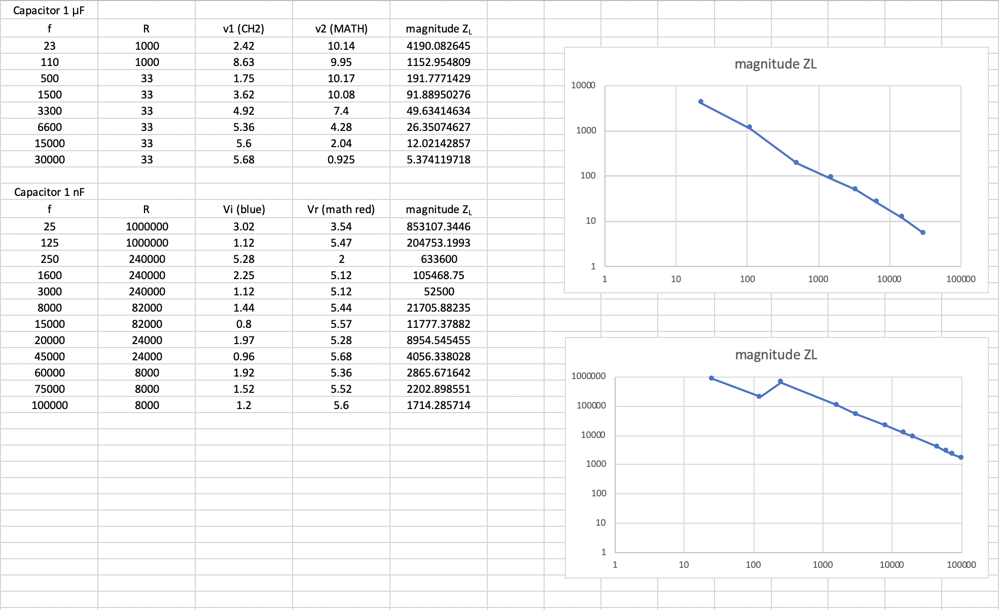 Capacitor 1 µF
f R v1 (CH2) v2 (MATH) magnitude ZL
23 1000 2.42 10.14 4190.082645
110 1000 8.63 9.95 1152.954809
500 33 1.75 10.17 191.7771429
1500 33 3.62 10.08 91.88950276
3300 33 4.92 7.4 49.63414634
6600 33 5.36 4.28 26.35074627
15000 33 5.6 2.04 12.02142857
30000 33 5.68 0.925 5.374119718
Capacitor 1 nF
f R Vi (blue) Vr (math red) magnitude ZL
25 1000000 3.02 3.54 853107.3446
125 1000000 1.12 5.47 204753.1993
250 240000 5.28 2 633600
1600 240000 2.25 5.12 105468.75
3000 240000 1.12 5.12 52500
8000 82000 1.44 5.44 21705.88235
15000 82000 0.8 5.57 11777.37882
20000 24000 1.97 5.28 8954.545455
45000 24000 0.96 5.68 4056.338028
60000 8000 1.92 5.36 2865.671642
75000 8000 1.52 5.52 2202.898551
100000 8000 1.2 5.6 1714.285714
magnitude ZL
10000
1000
100
10
1
1 10 100 1000 10000 100000
magnitude ZL
1000000
100000
10000
1000
100
10
1
1 10 100 1000 10000 100000